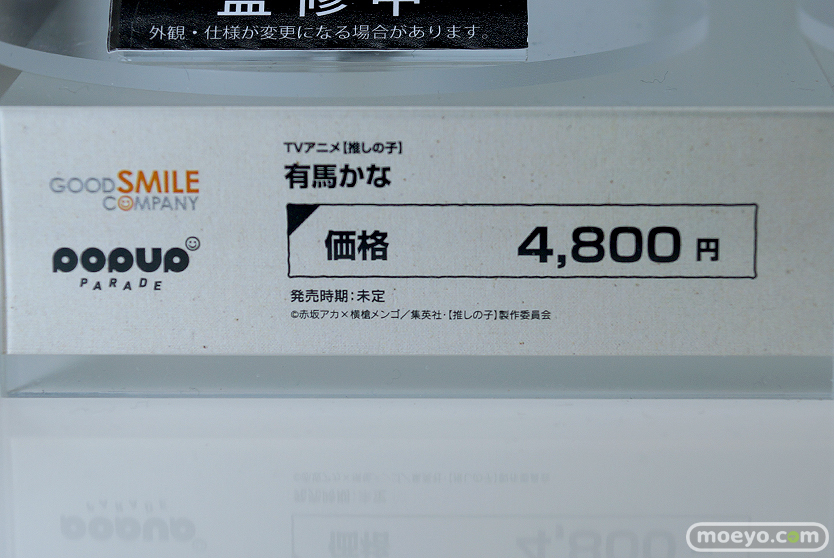 監修中
外観・仕様が変更になる場合があります。
TVアニメ【推しの子】
有馬かな
GOOD SMILE
COMPANY
価格 4,800 円
POPUP
PARADE
発売時期：未定
©赤坂アカ×横槍メンゴ／集英社・【推しの子】製作委員会
moeyo.com